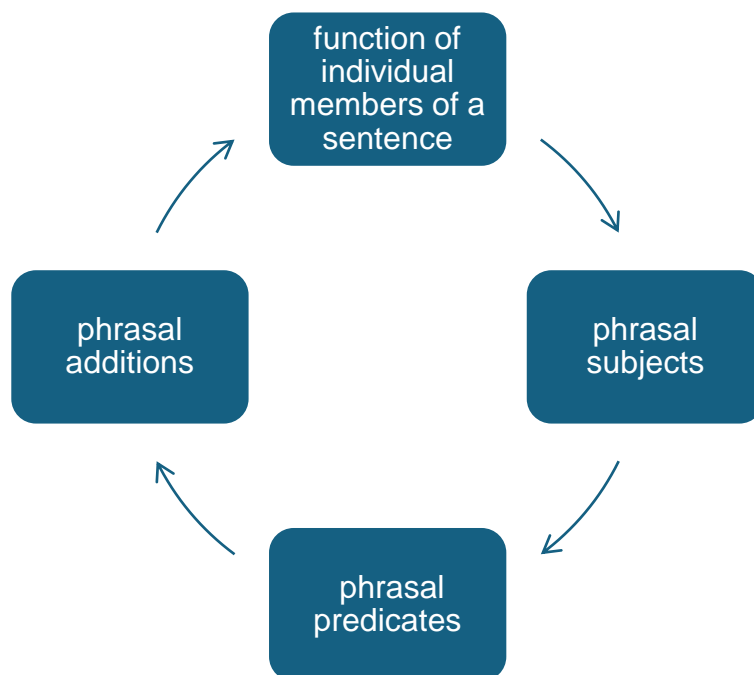 function of
individual
members of a
sentence
phrasal
additions
phrasal
subjects
phrasal
predicates